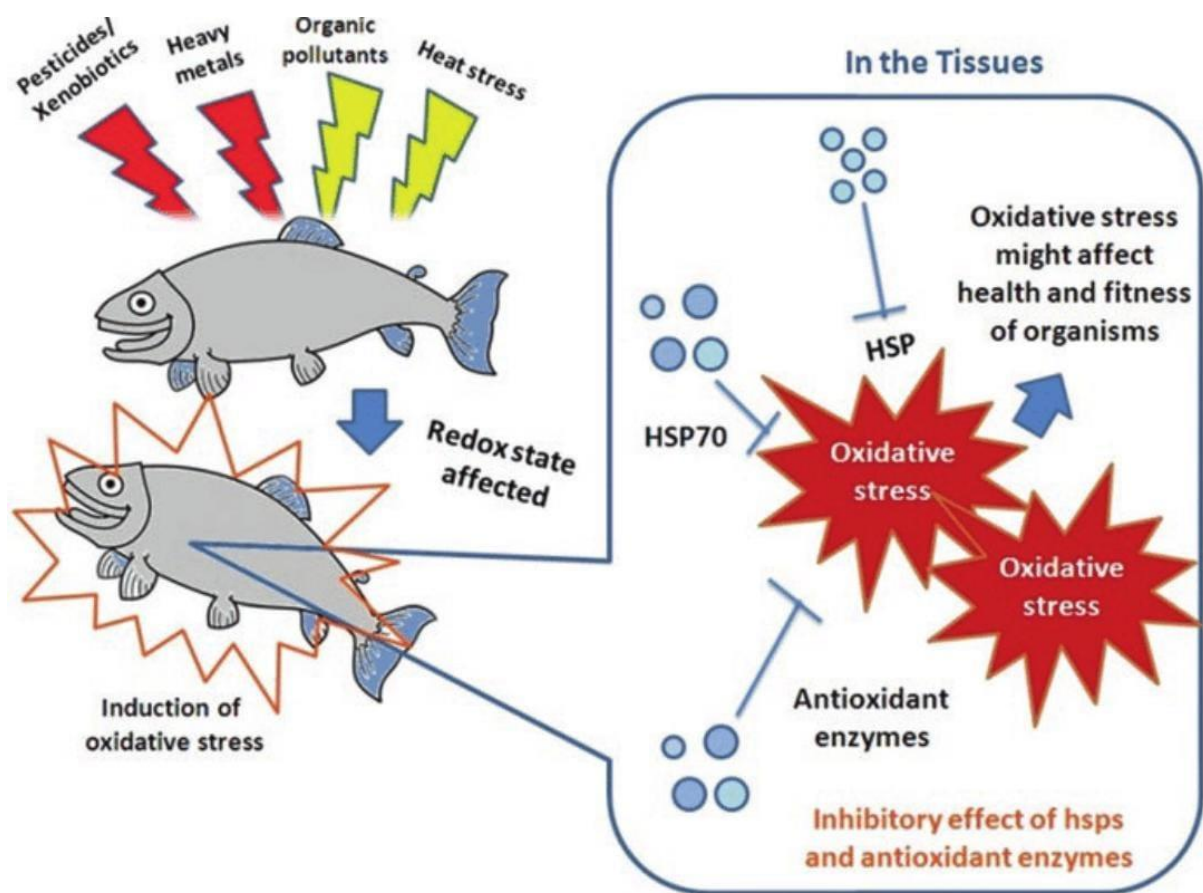 Pesticides/
Xenobiotics
Heavy
metals
Organic
pollutants
Heat stress
Redox state
affected
Induction of
oxidative stress
In the Tissues
Oxidative stress
might affect
health and fitness
of organisms
HSP
HSP70
Oxidative
stress
Oxidative
stress
Antioxidant
enzymes
Inhibitory effect of hsps
and antioxidant enzymes